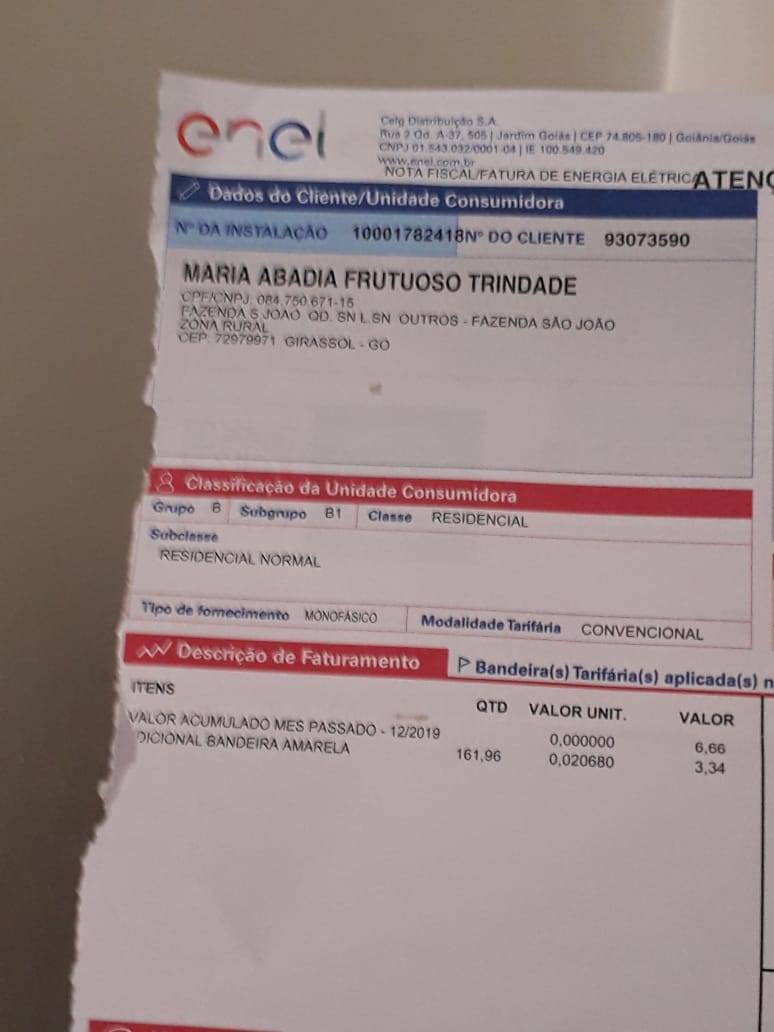 enel
Celg Distribuição S.A.
Rua 2 Qd. A-37, 505 | Jardim Goiás | CEP 74.805-180 | Goiânia/Goiás
CNPJ 01.543.032/0001-04 | IE 100.549.420
www.enel.com.br
NOTA FISCAL/FATURA DE ENERGIA ELÉTRICA ATENÇ
Dados do Cliente/Unidade Consumidora
Nº DA INSTALAÇÃO 10001782418 Nº DO CLIENTE 93073590
MARIA ABADIA FRUTUOSO TRINDADE
CPF/CNPJ: 084.750.671-15
FAZENDA S JOAO QD. SN L.SN OUTROS - FAZENDA SÃO JOÃO
ZONA RURAL
CEP: 72979971 GIRASSOL - GO
Classificação da Unidade Consumidora
Grupo B Subgrupo B1 Classe RESIDENCIAL
Subclasse
RESIDENCIAL NORMAL
Tipo de fornecimento MONOFÁSICO Modalidade Tarifária CONVENCIONAL
Descrição de Faturamento Bandeira(s) Tarifária(s) aplicada(s) n
ITENS QTD VALOR UNIT. VALOR
VALOR ACUMULADO MES PASSADO - 12/2019 0,000000 6,66
DICIONAL BANDEIRA AMARELA 161,96 0,020680 3,34